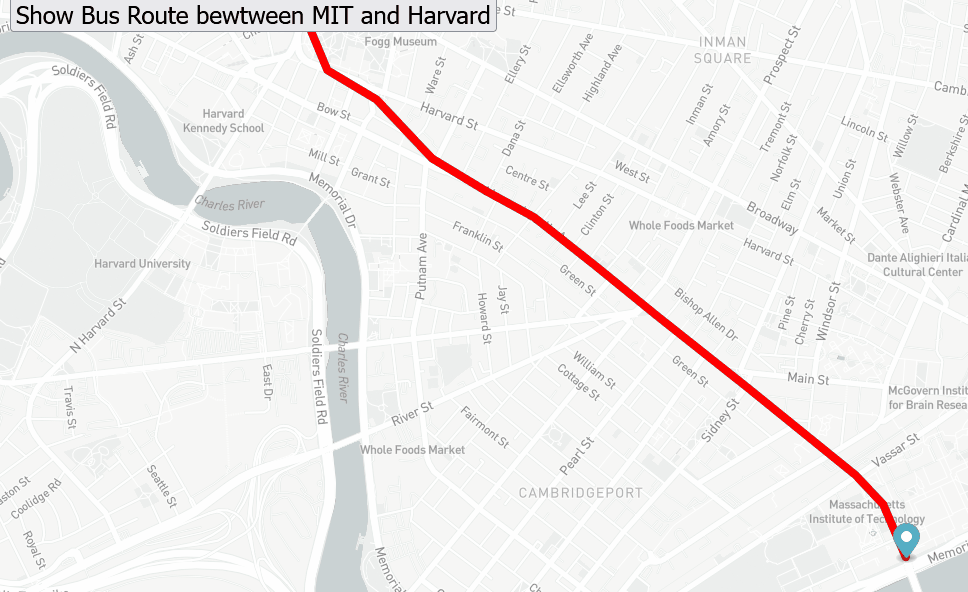 Show Bus Route bewtween MIT and Harvard
Ash St
Fogg Museum
Ware St
Ellery St
Ellsworth Ave
Highland Ave
INMAN
SQUARE
Prospect St
Soldiers Field Rd
Harvard
Kennedy School
Bow St
Harvard St
Dana St
Inman St
Amory St
Tremont St
Norfolk St
Lincoln St
Willow St
Berkshire St
Mill St
Grant St
Centre St
West St
Lee St
Clinton St
Elm St
Union St
Webster Ave
Memorial Dr
Charles River
Soldiers Field Rd
Franklin St
Whole Foods Market
Broadway
Market St
Harvard University
Putnam Ave
Green St
Harvard St
Dante Alighieri Itali
Cultural Center
N Harvard St
Jay St
Howard St
Bishop Allen Dr
Pine St
Cherry St
Windsor St
Soldiers Field Rd
Charles River
East Dr
Travis St
William St
Cottage St
Green St
Main St
McGovern Insti
for Brain Resea
River St
Fairmont St
Sidney St
Whole Foods Market
Pearl St
Vassar St
Seattle St
Coolidge Rd
CAMBRIDGEPORT
Royal St
Massachusetts
Institute of Technology
Memorial